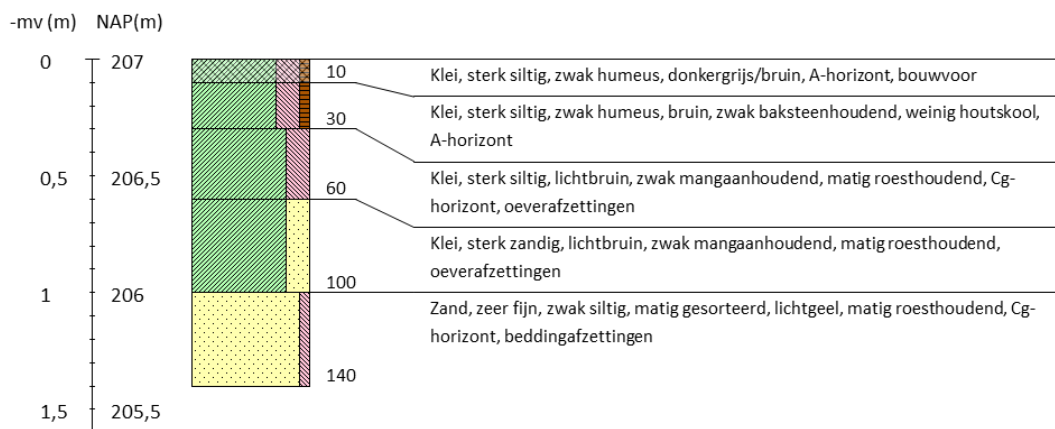 -mv (m) NAP(m)
0 207
10 Klei, sterk siltig, zwak humeus, donkergrijs/bruin, A-horizont, bouwvoor
Klei, sterk siltig, zwak humeus, bruin, zwak baksteenhoudend, weinig houtskool,
30 A-horizont
0,5 206,5 Klei, sterk siltig, lichtbruin, zwak mangaanhoudend, matig roesthoudend, Cg-
60 horizont, oeverafzettingen
Klei, sterk zandig, lichtbruin, zwak mangaanhoudend, matig roesthoudend,
oeverafzettingen
100
1 206 Zand, zeer fijn, zwak siltig, matig gesorteerd, lichtgeel, matig roesthoudend, Cg-
horizont, beddingafzettingen
140
1,5 205,5